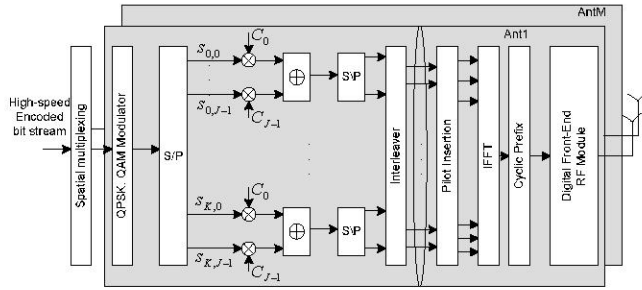 AntM
Ant1
High-speed
Encoded
bit stream
Spatial multiplexing
QPSK. QAM Modulator
S/P
S0,0
C0
S0,J-1
CJ-1
SK,0
C0
SK,J-1
CJ-1
S\P
S\P
Interleaver
Pilot Insertion
IFFT
Cyclic Prefix
Digital Front-End
RF Module